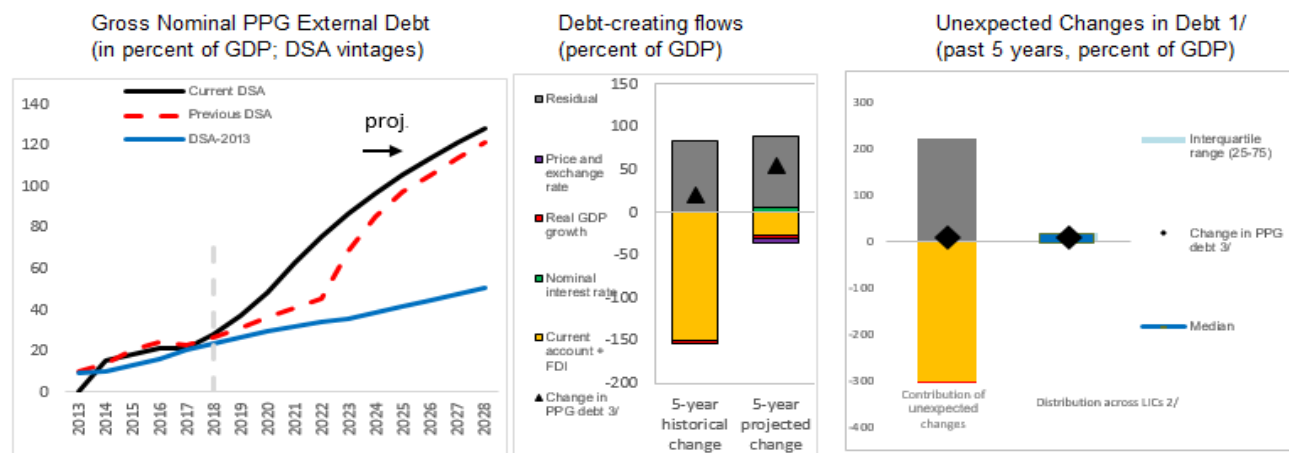 Gross Nominal PPG External Debt
(in percent of GDP; DSA vintages)
140
120
100
80
60
40
20
0
Current DSA
Previous DSA
DSA-2013
proj.
2013
2014
2015
2016
2017
2018
2019
2020
2021
2022
2023
2024
2025
2026
2027
2028
Debt-creating flows
(percent of GDP)
Residual
Price and
exchange
rate
Real GDP
growth
Nominal
interest rate
Current
account +
FDI
Change in
PPG debt 3/
150
100
50
0
-50
-100
-150
-200
5-year
historical
change
5-year
projected
change
Unexpected Changes in Debt 1/
(past 5 years, percent of GDP)
300
200
100
0
-100
-200
-300
-400
Contribution of
unexpected
changes
Distribution across LICs 2/
Interquartile
range (25-75)
Change in PPG
debt 3/
Median